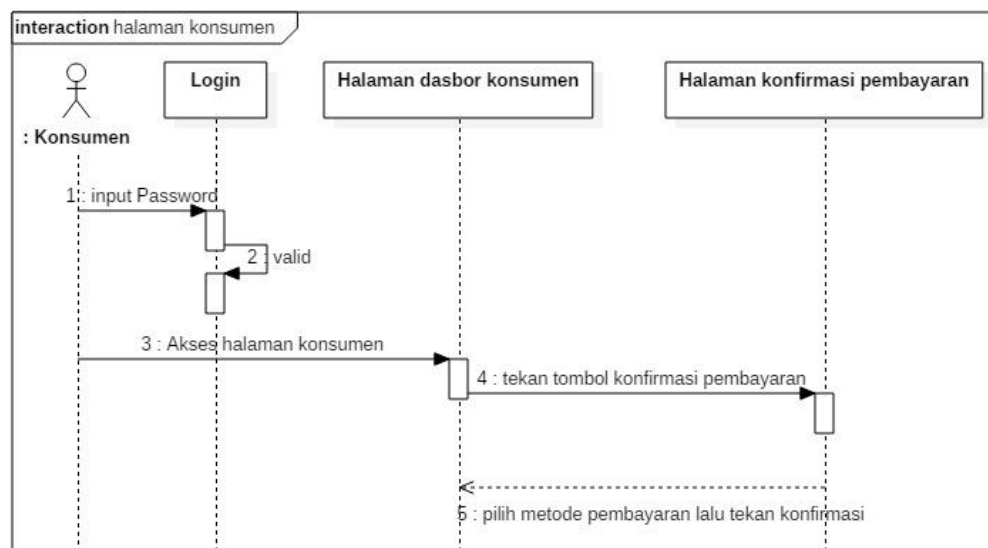 interaction halaman konsumen
: Konsumen
Login
Halaman dasbor konsumen
Halaman konfirmasi pembayaran
1 : input Password
2 : valid
3 : Akses halaman konsumen
4 : tekan tombol konfirmasi pembayaran
5 : pilih metode pembayaran lalu tekan konfirmasi